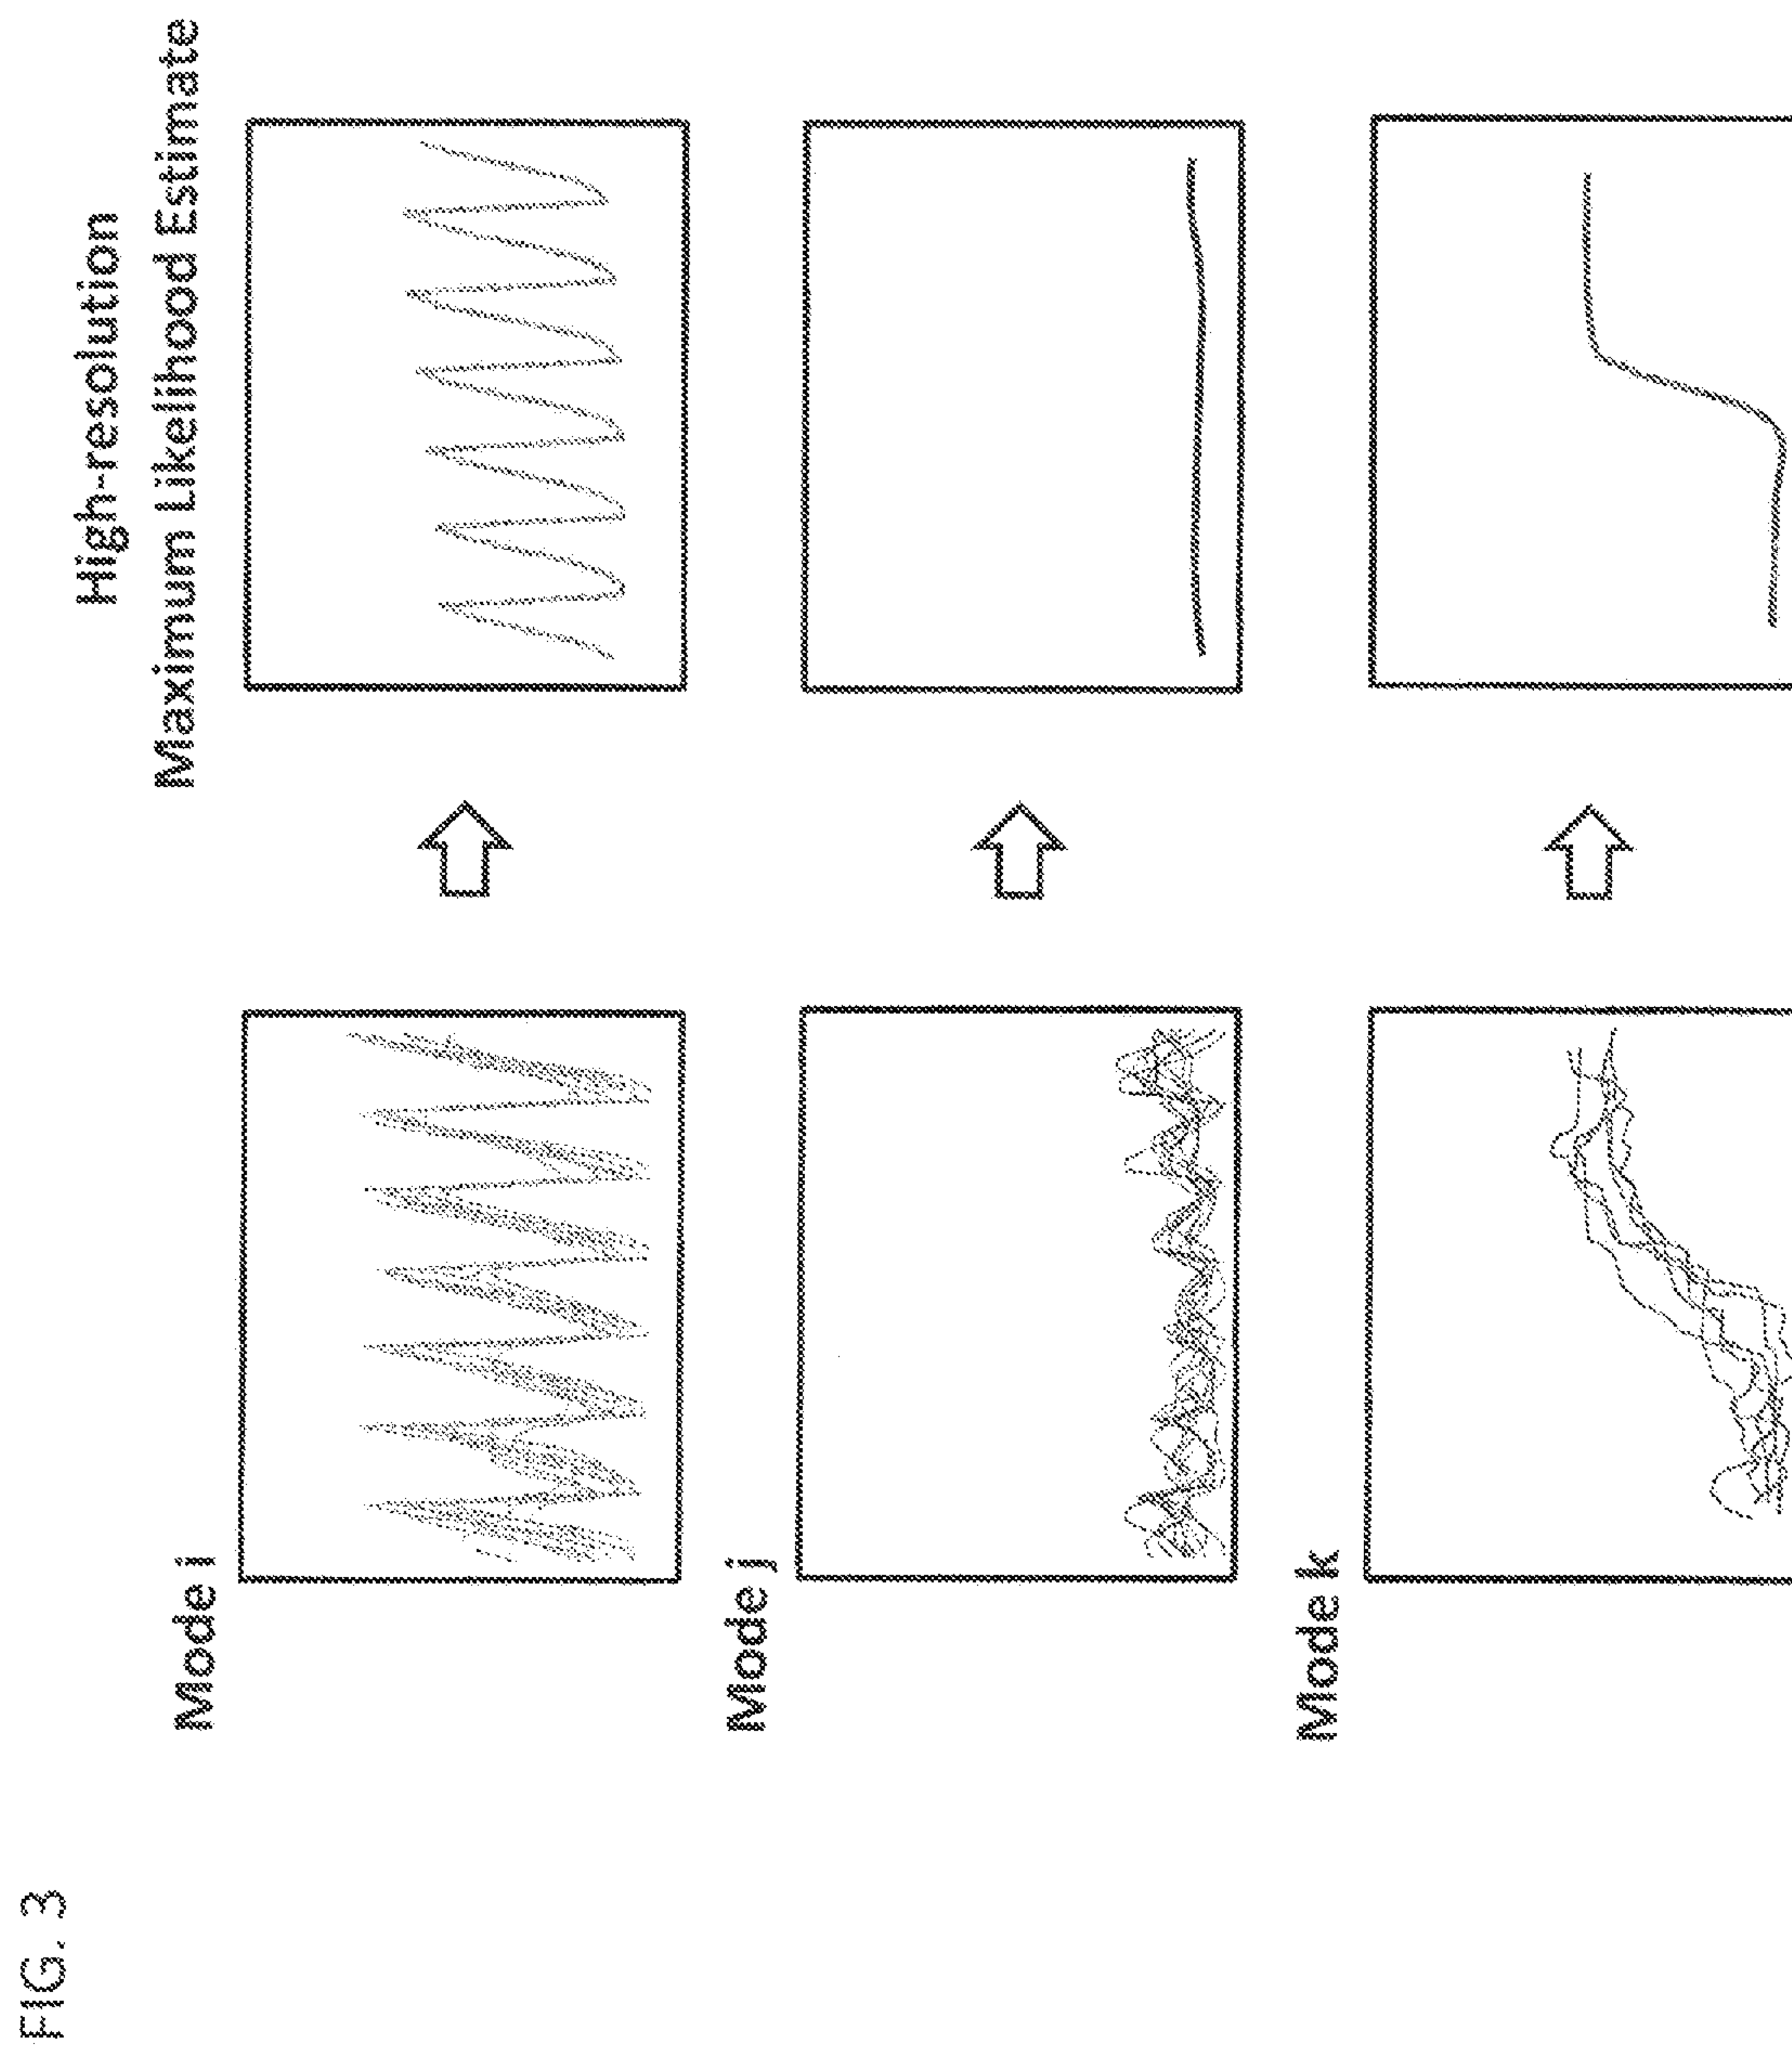 FIG. 3
High-resolution
Maximum Likelihood Estimate
Mode i
Mode j
Mode k